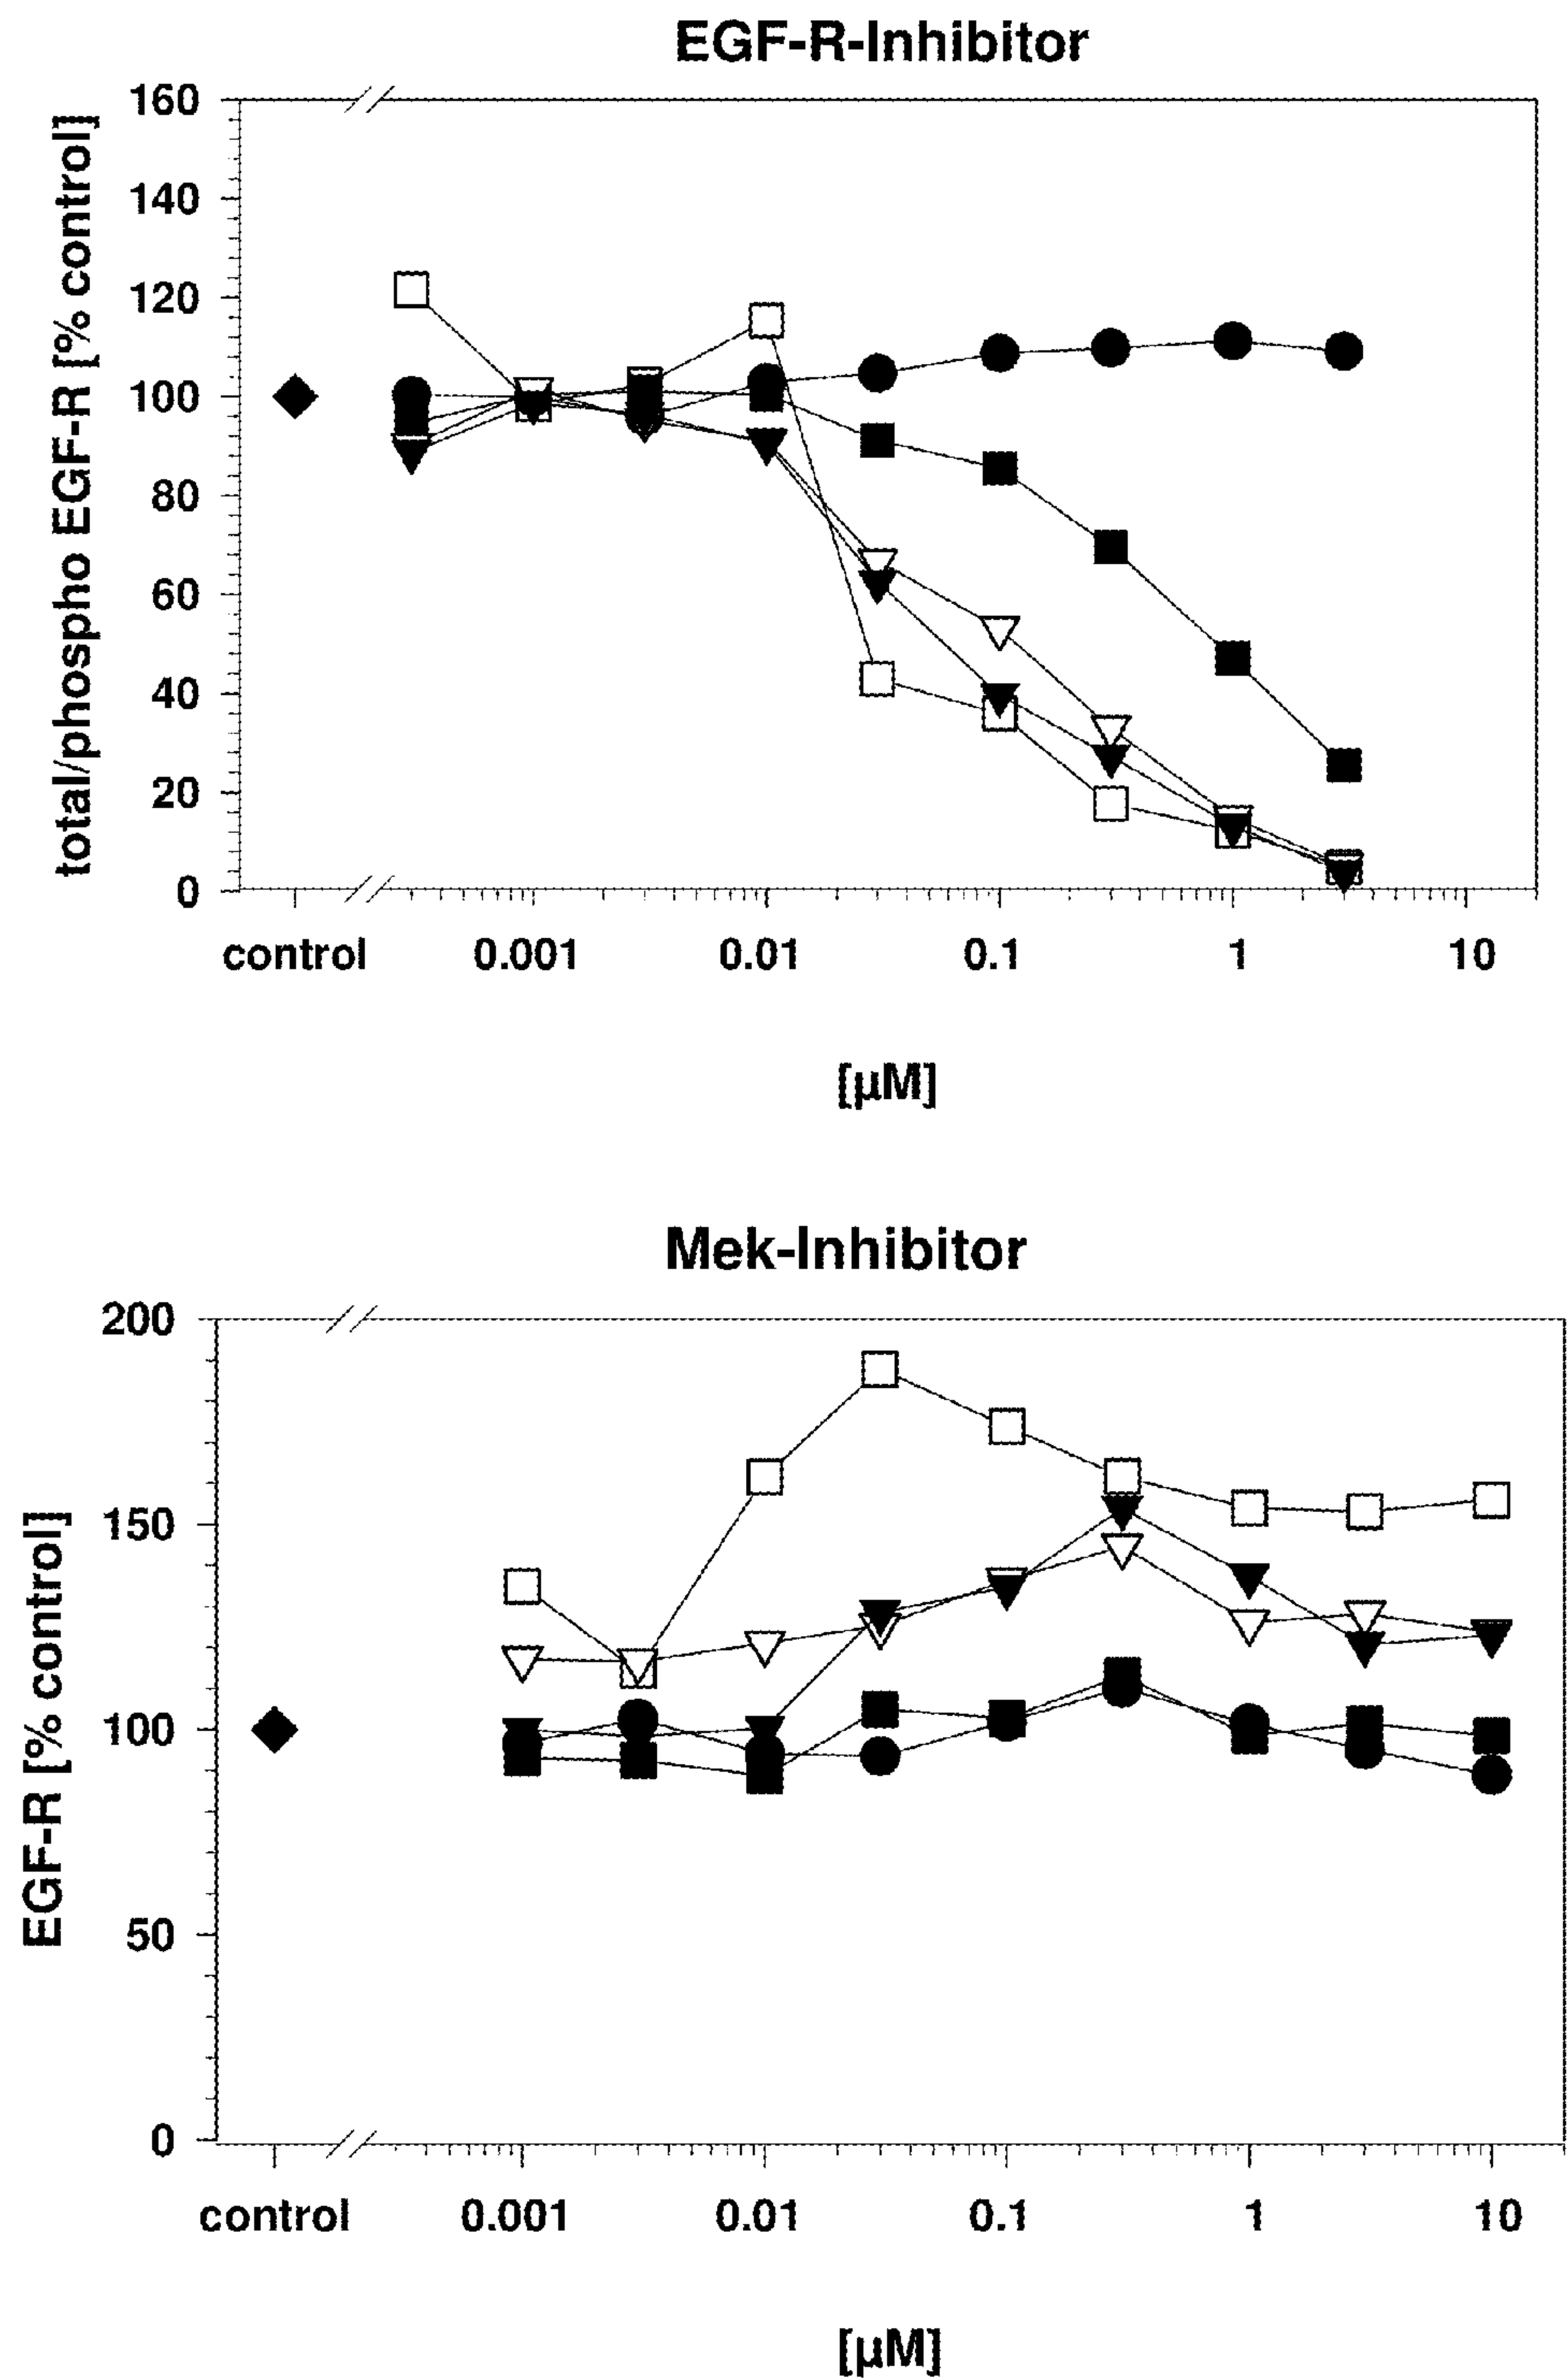 EGF-R-Inhibitor
total/phospho EGF-R [% control]
160
140
120
100
80
60
40
20
0
control 0.001 0.01 0.1 1 10
[µM]
Mek-Inhibitor
EGF-R [% control]
200
150
100
50
0
control 0.001 0.01 0.1 1 10
[µM]